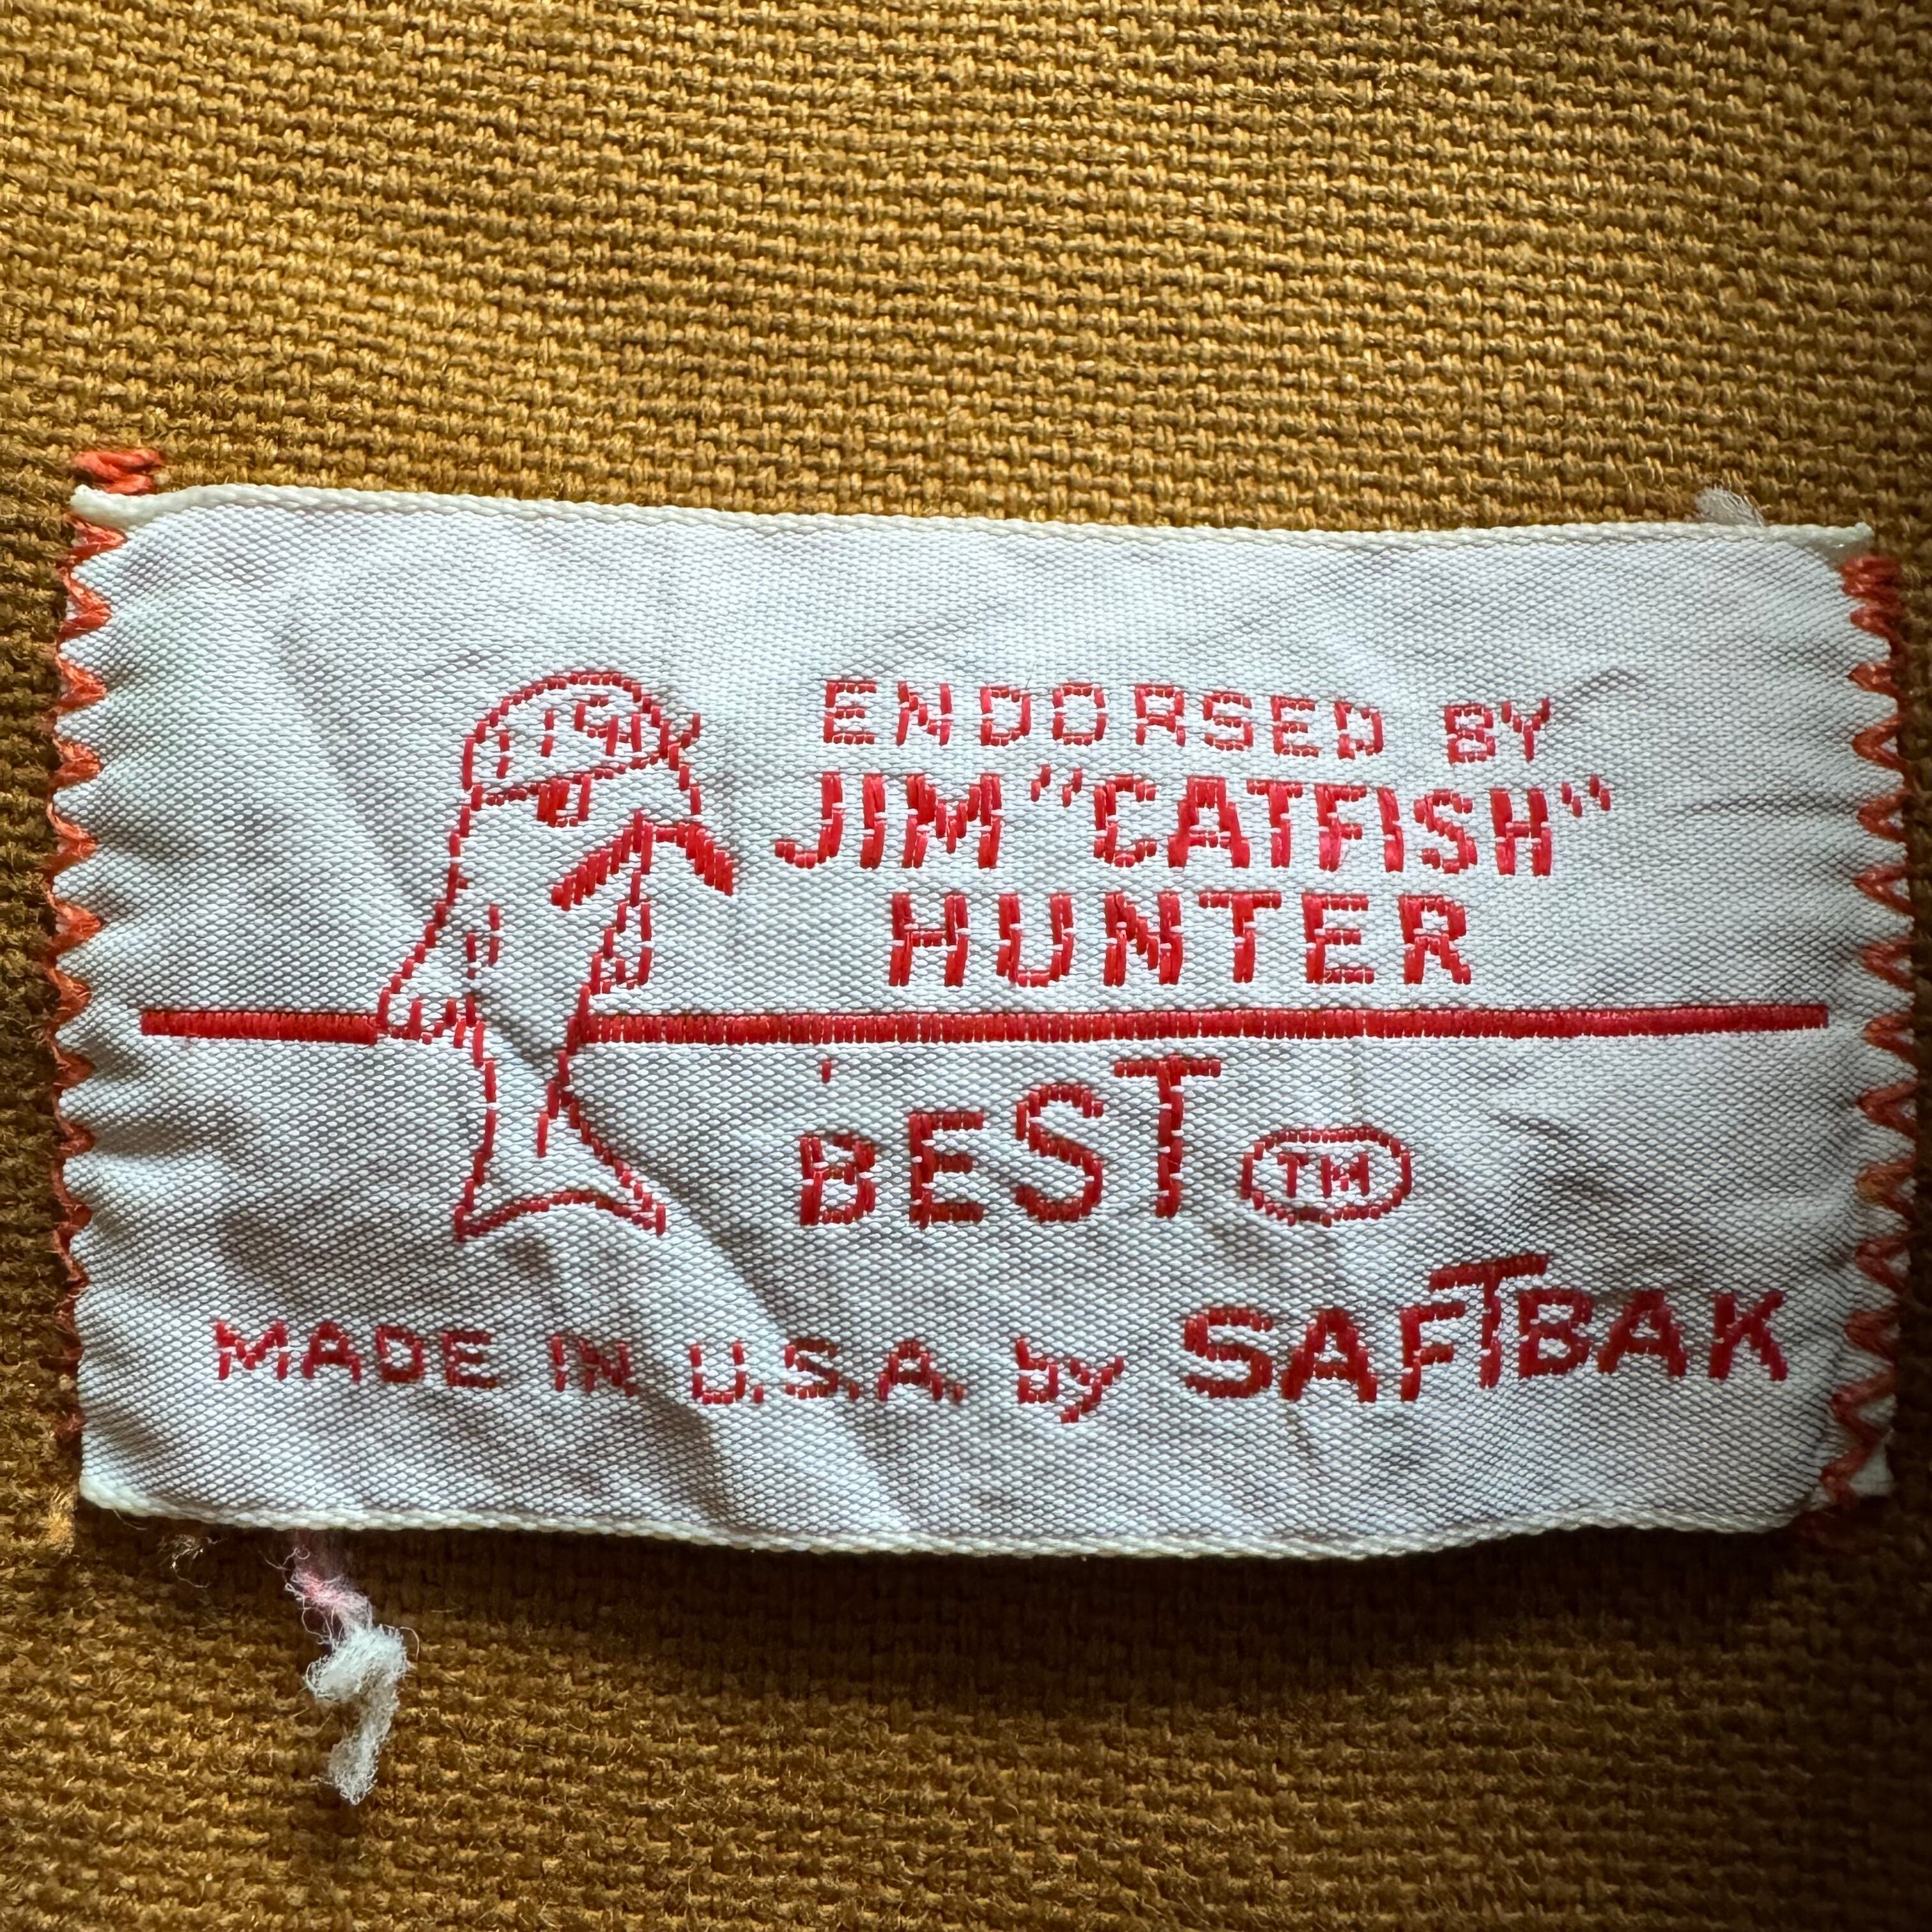 ENDORSED BY
JIM "CATFISH"
HUNTER
'BEST TM
MADE IN U.S.A. by SAFTBAK